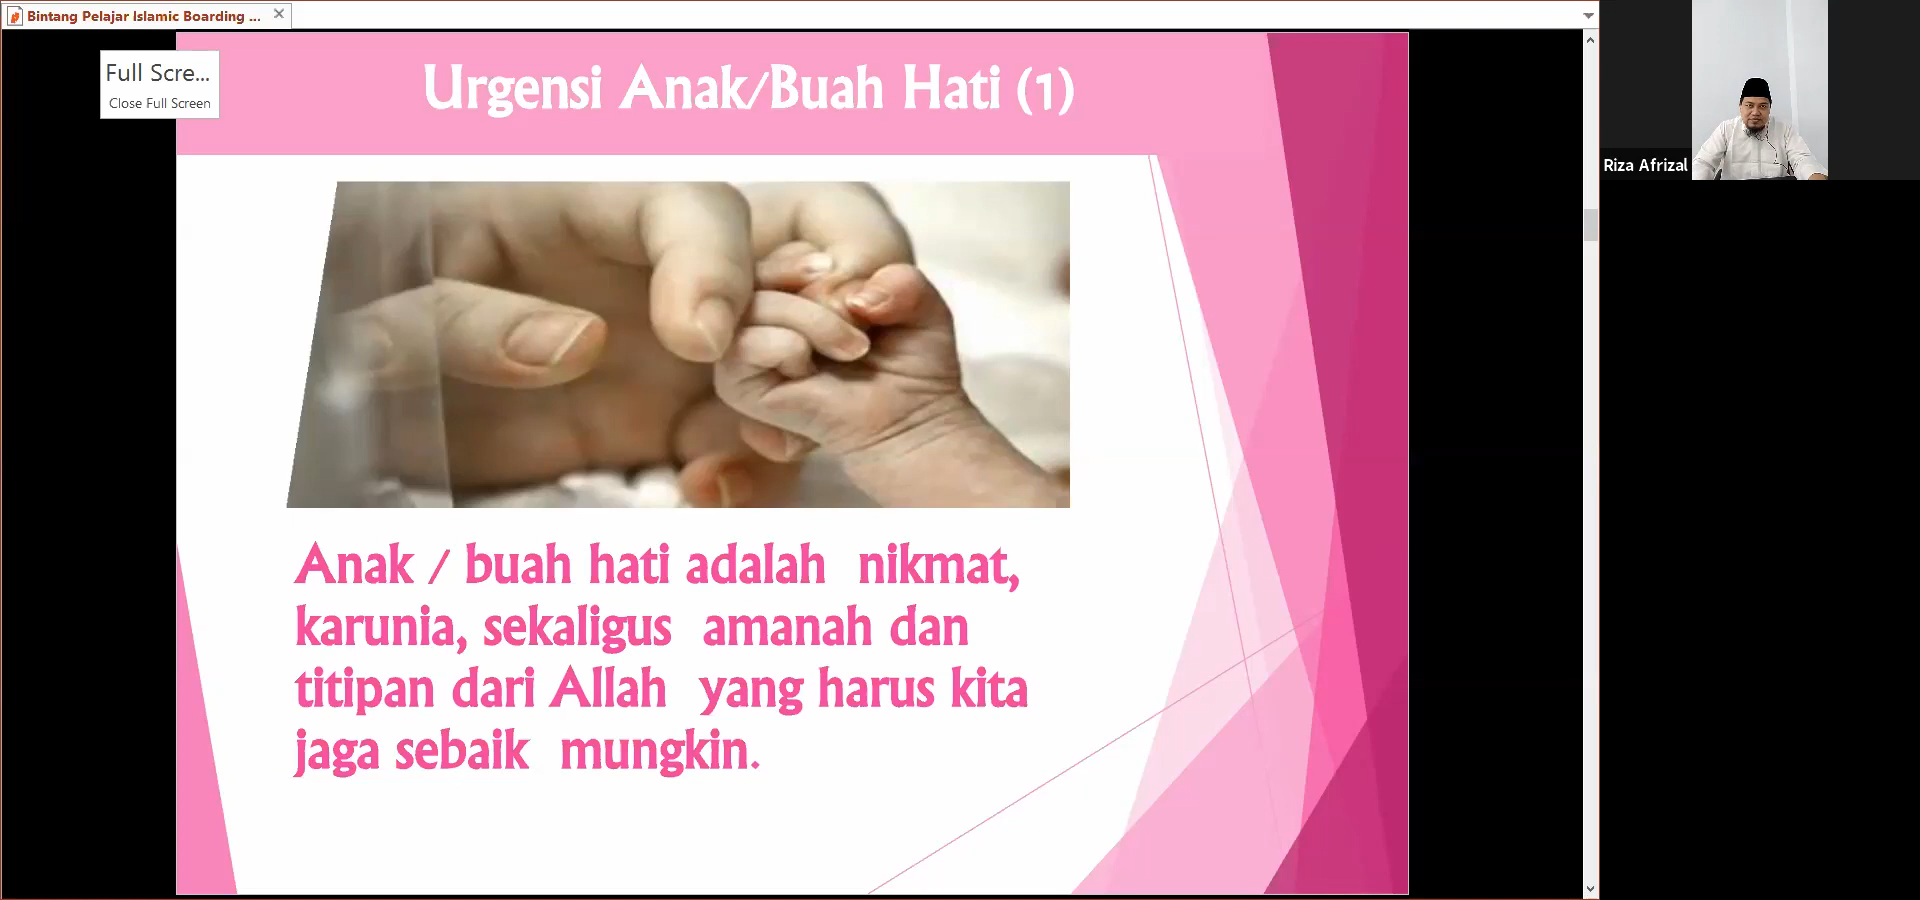 Bintang Pelajar Islamic Boarding ...
Full Scre...
Close Full Screen
Urgensi Anak/Buah Hati (1)
Anak / buah hati adalah nikmat,
karunia, sekaligus amanah dan
titipan dari Allah yang harus kita
jaga sebaik mungkin.
Riza Afrizal